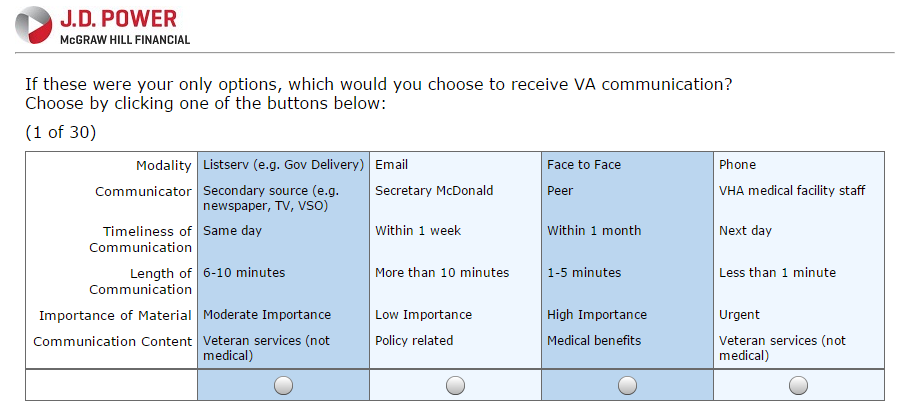 J.D. POWER
McGRAW HILL FINANCIAL
If these were your only options, which would you choose to receive VA communication?
Choose by clicking one of the buttons below:
(1 of 30)
Modality Listserv (e.g. Gov Delivery) Email Face to Face Phone
Communicator Secondary source (e.g. newspaper, TV, VSO) Secretary McDonald Peer VHA medical facility staff
Timeliness of Communication Same day Within 1 week Within 1 month Next day
Length of Communication 6-10 minutes More than 10 minutes 1-5 minutes Less than 1 minute
Importance of Material Moderate Importance Low Importance High Importance Urgent
Communication Content Veteran services (not medical) Policy related Medical benefits Veteran services (not medical)